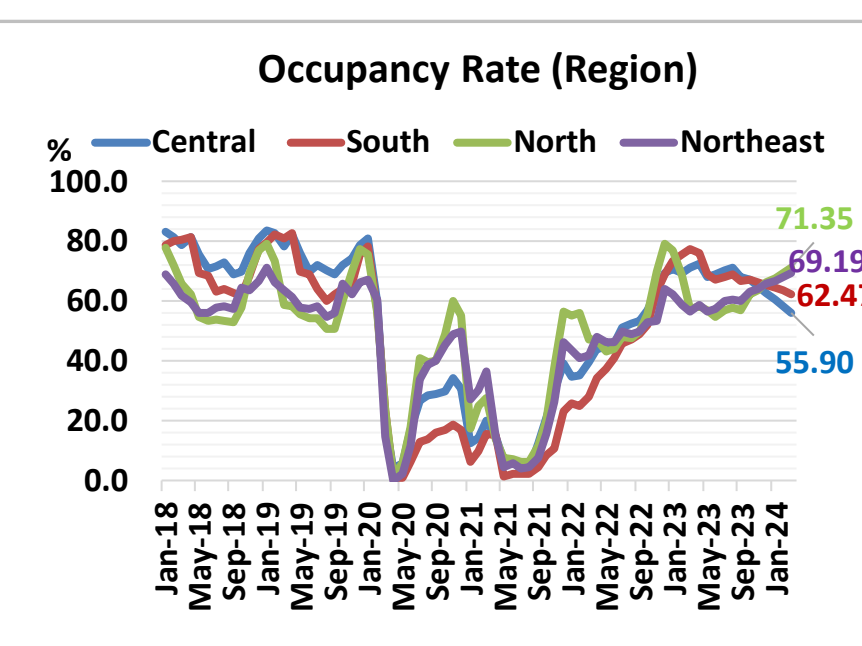 Occupancy Rate (Region)
% Central South North Northeast
100.0
80.0
60.0
40.0
20.0
0.0
71.35
69.19
62.47
55.90
Jan-18
May-18
Sep-18
Jan-19
May-19
Sep-19
Jan-20
May-20
Sep-20
Jan-21
May-21
Sep-21
Jan-22
May-22
Sep-22
Jan-23
May-23
Sep-23
Jan-24